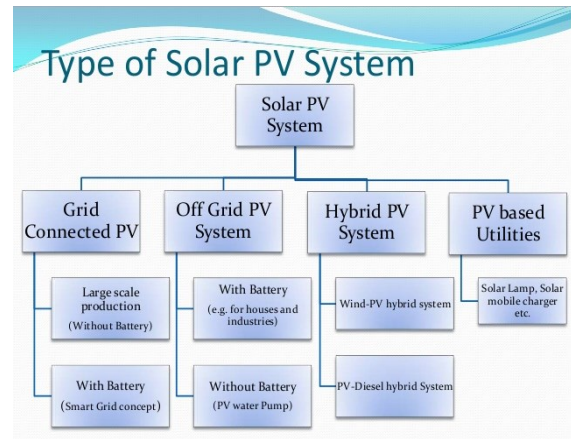 Type of Solar PV System
Solar PV
System
Grid
Connected PV
Off Grid PV
System
Hybrid PV
System
PV based
Utilities
Large scale
production
(Without Battery)
With Battery
(e.g. for houses and
industries)
Wind-PV hybrid system
Solar Lamp, Solar
mobile charger
etc.
With Battery
(Smart Grid concept)
Without Battery
(PV water Pump)
PV-Diesel hybrid System